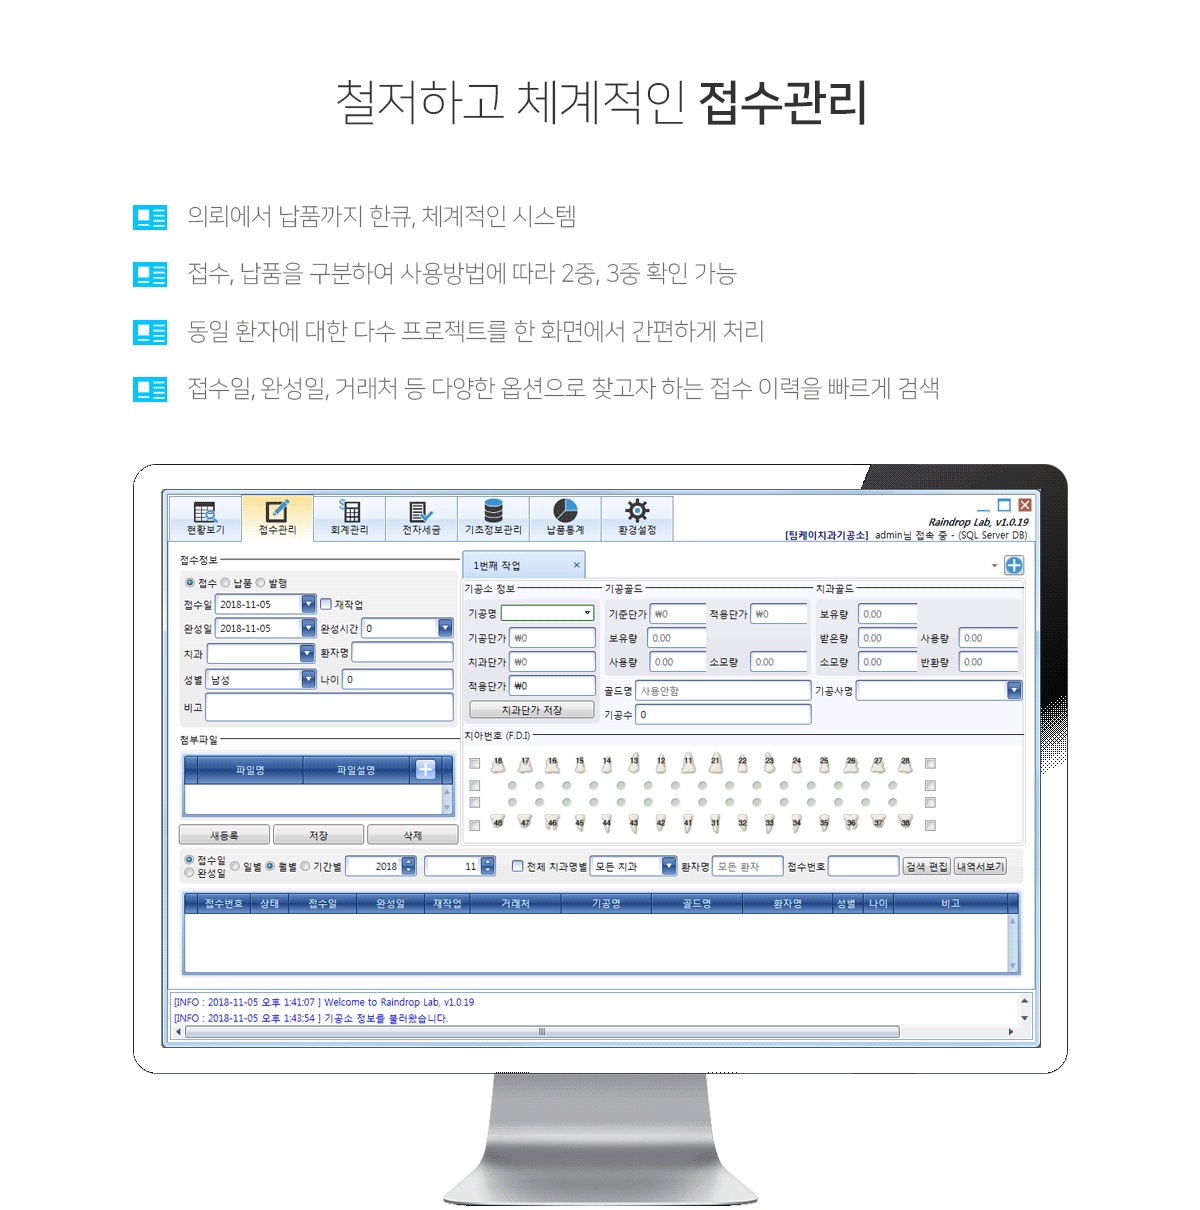 철저하고 체계적인 접수관리
의뢰에서 납품까지 한큐, 체계적인 시스템
접수, 납품을 구분하여 사용방법에 따라 2중, 3중 확인 가능
동일 환자에 대한 다수 프로젝트를 한 화면에서 간편하게 처리
접수일, 완성일, 거래처 등 다양한 옵션으로 찾고자 하는 접수 이력을 빠르게 검색
현황보기 접수관리 회계관리 전자세금 기초정보관리 납품통계 환경설정
Raindrop Lab, v1.0.19
[팀케이치과기공소] admin님 접속 중 - (SQL Server DB)
접수정보
접수 납품 발행
접수일 2018-11-05 재작업
완성일 2018-11-05 완성시간 0
치과 환자명
성별 남성 나이 0
비고
첨부파일
파일명 파일설명
새등록 저장 삭제
1번째 작업
기공소 정보 기공골드 치과골드
기공명 기준단가 ₩0 적용단가 ₩0 보유량 0.00
기공단가 ₩0 보유량 0.00 받은량 0.00 사용량 0.00
치과단가 ₩0 사용량 0.00 소모량 0.00 소모량 0.00 반환량 0.00
적용단가 ₩0 골드명 사용안함 기공사명
치과단가 저장 기공수 0
치아번호 (F.D.I)
18 17 16 15 14 13 12 11 21 22 23 24 25 26 27 28
48 47 46 45 44 43 42 41 31 32 33 34 35 36 37 38
접수일 완성일 일별 월별 기간별 2018 11 전체 치과명별 모든 치과 환자명 모든 환자 접수번호 검색 편집 내역서보기
접수번호 상태 접수일 완성일 재작업 거래처 기공명 골드명 환자명 성별 나이 비고
[INFO : 2018-11-05 오후 1:41:07 ] Welcome to Raindrop Lab, v1.0.19
[INFO : 2018-11-05 오후 1:43:54 ] 기공소 정보를 불러왔습니다.